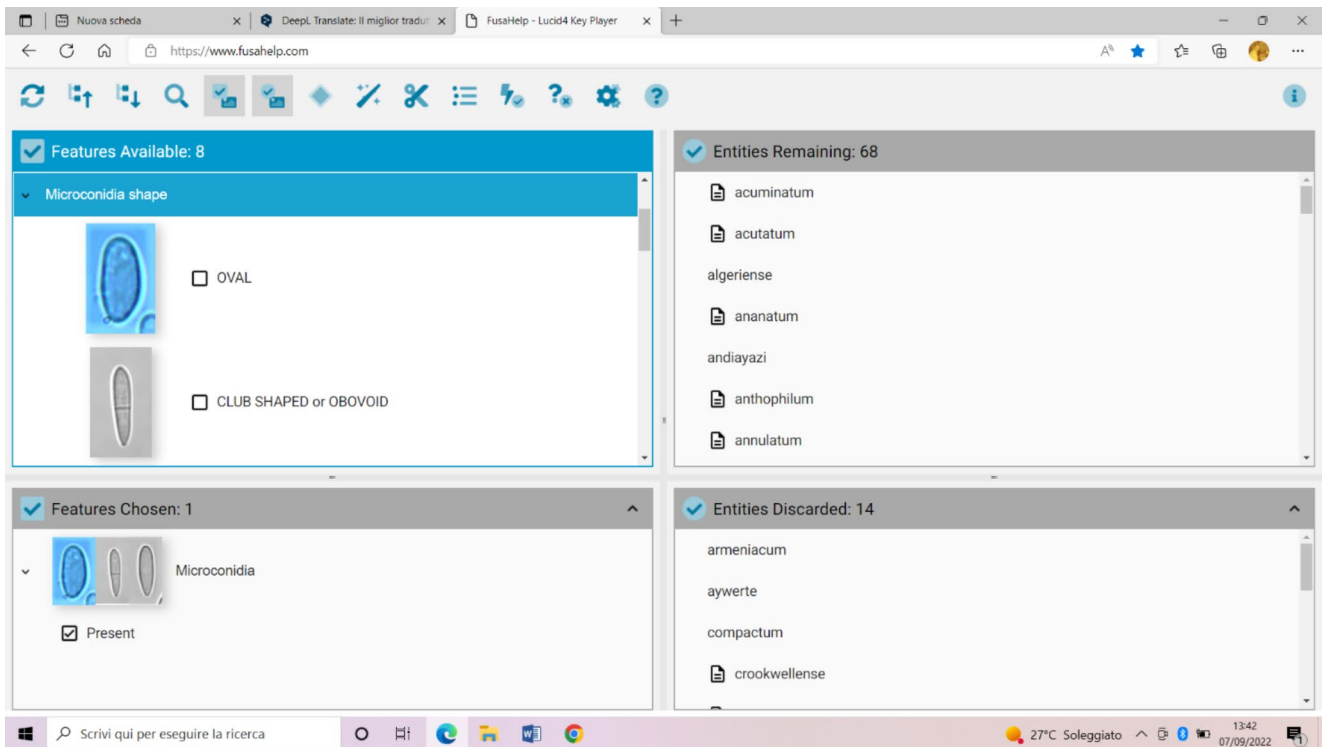 Nuova scheda
DeepL Translate: Il miglior tradut
FusaHelp - Lucid4 Key Player
https://www.fusahelp.com
Features Available: 8
Microconidia shape
OVAL
CLUB SHAPED or OBOVOID
Entities Remaining: 68
acuminatum
acutatum
algeriense
ananatum
andiayazi
anthophilum
annulatum
Features Chosen: 1
Microconidia
Present
Entities Discarded: 14
armeniacum
aywerte
compactum
crookwellense
Scrivi qui per eseguire la ricerca
27°C Soleggiato
13:42
07/09/2022